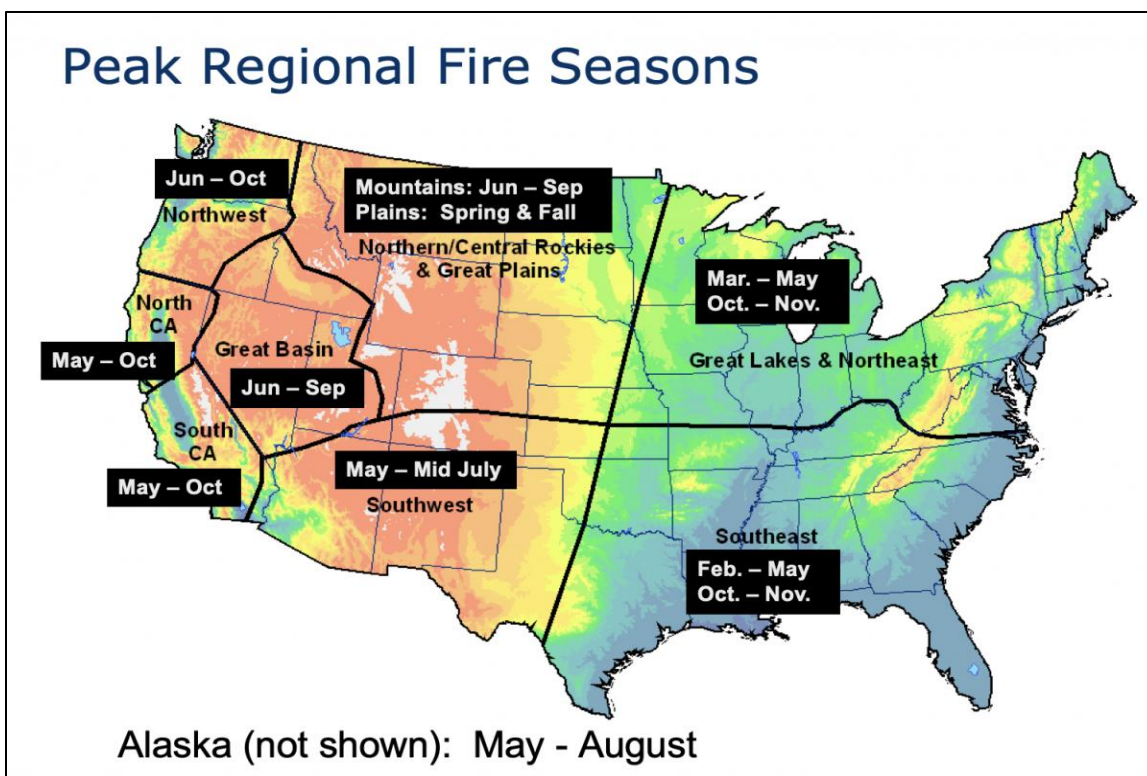 Peak Regional Fire Seasons
Jun – Oct
Northwest
Mountains: Jun – Sep
Plains: Spring & Fall
Northern/Central Rockies
& Great Plains
Mar. – May
Oct. – Nov.
Great Lakes & Northeast
North
CA
May – Oct
Great Basin
Jun – Sep
South
CA
May – Oct
May – Mid July
Southwest
Southeast
Feb. – May
Oct. – Nov.
Alaska (not shown): May - August